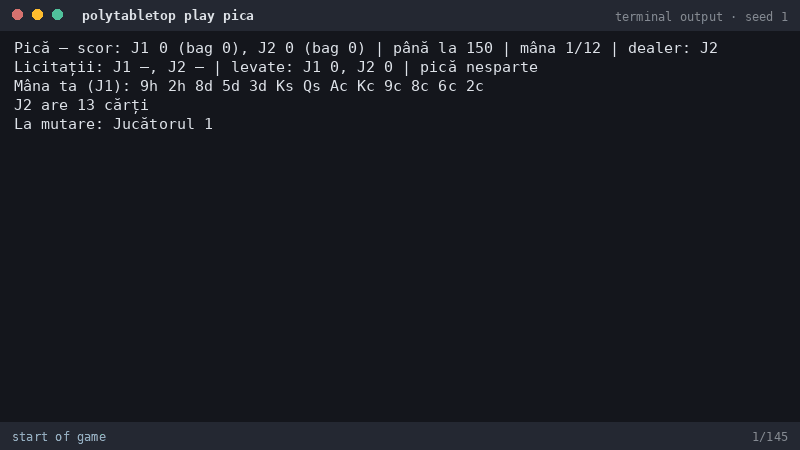 polytabletop play pica
terminal output · seed 1
Pică — scor: J1 0 (bag 0), J2 0 (bag 0) | până la 150 | mâna 1/12 | dealer: J2
Licitații: J1 —, J2 — | levate: J1 0, J2 0 | pică nesparte
Mâna ta (J1): 9h 2h 8d 5d 3d Ks Qs Ac Kc 9c 8c 6c 2c
J2 are 13 cărți
La mutare: Jucătorul 1
start of game
1/145